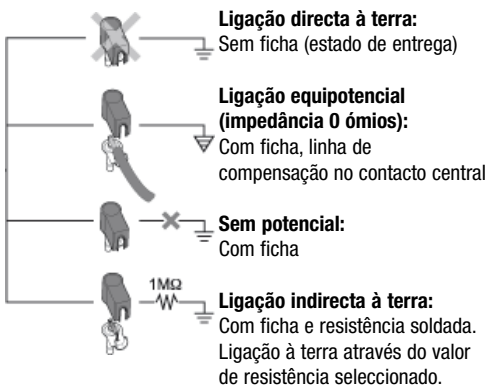 Ligação directa à terra:
Sem ficha (estado de entrega)
Ligação equipotencial
(impedância 0 ómios):
Com ficha, linha de
compensação no contacto central
Sem potencial:
Com ficha
1MΩ
Ligação indirecta à terra:
Com ficha e resistência soldada.
Ligação à terra através do valor
de resistência seleccionado.